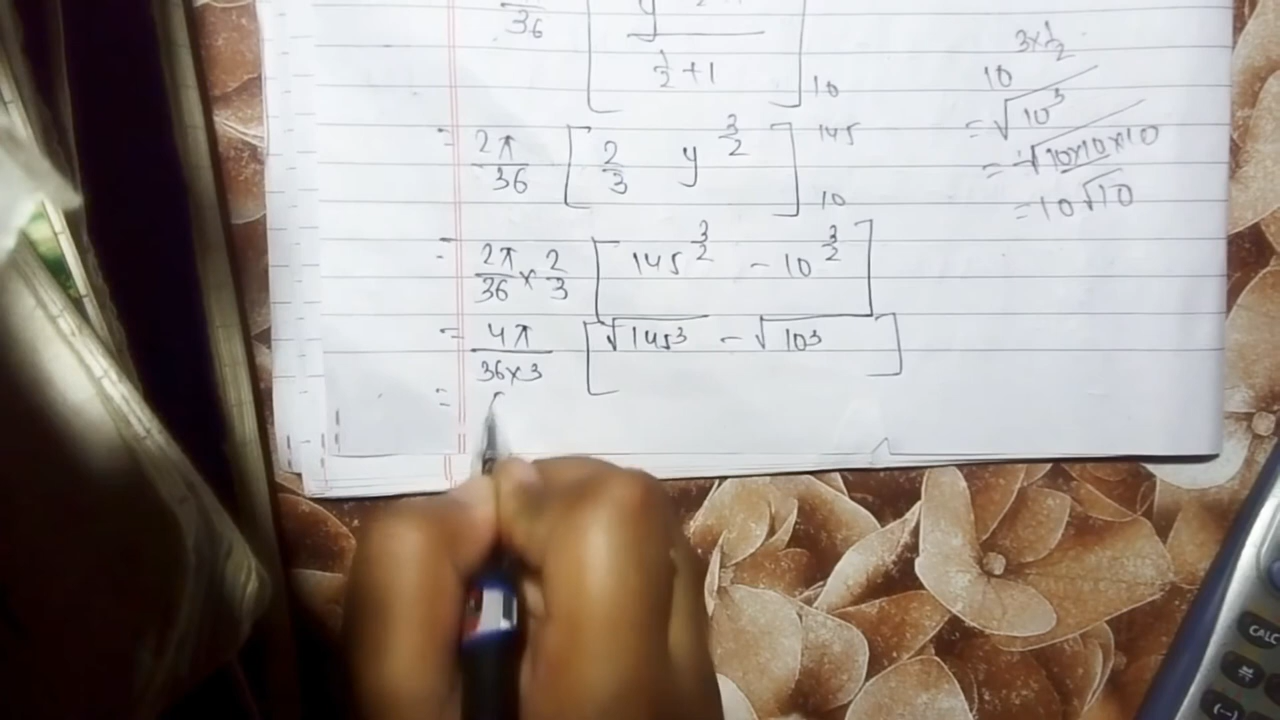 36 [ y / 1/2 + 1 ] 10
= 2π/36 [ 2/3 y^3/2 ] 145 10
= 2π/36 × 2/3 [ 145^3/2 - 10^3/2 ]
= 4π/36×3 [ √145³ - √10³ ]
=
10^3×1/2
= √10³
= √10×10×10
= 10√10
CALC
(-)